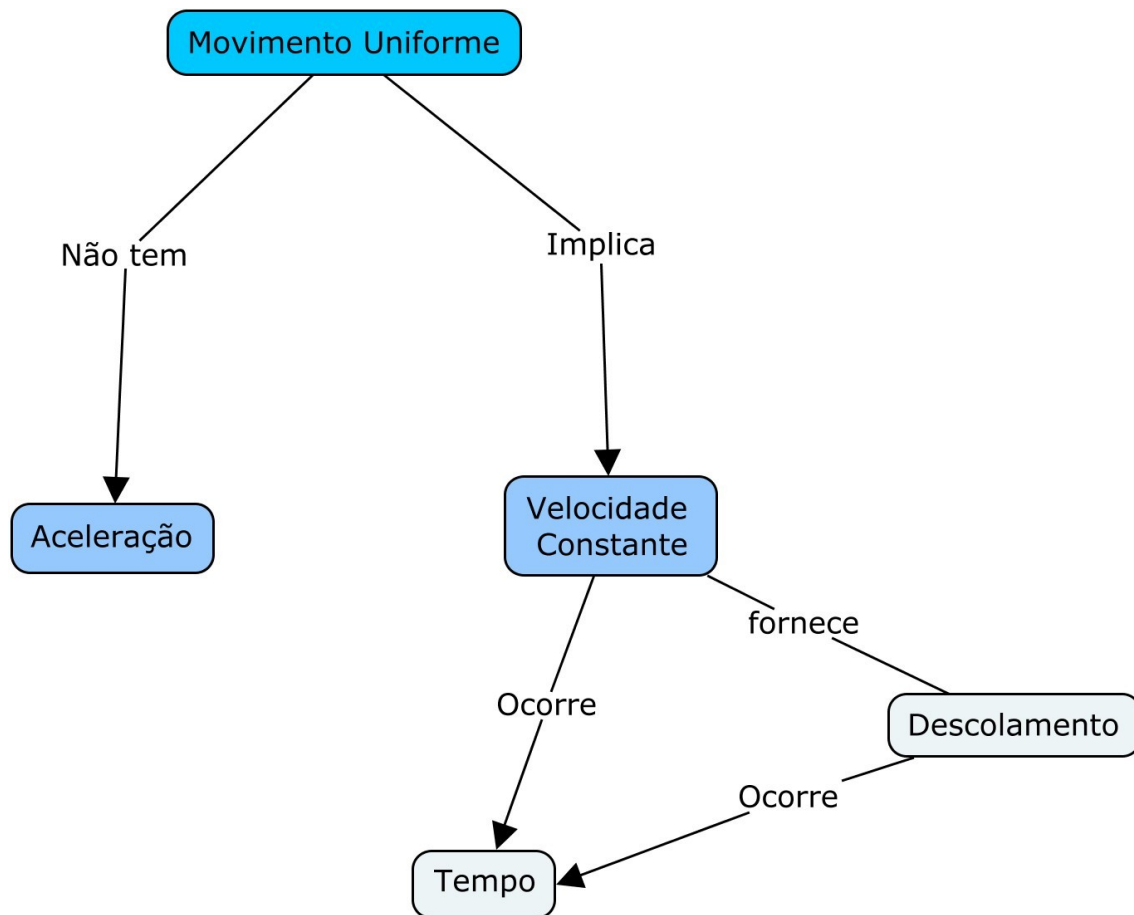 Movimento Uniforme
Não tem
Implica
Aceleração
Velocidade
Constante
fornece
Ocorre
Descolamento
Ocorre
Tempo